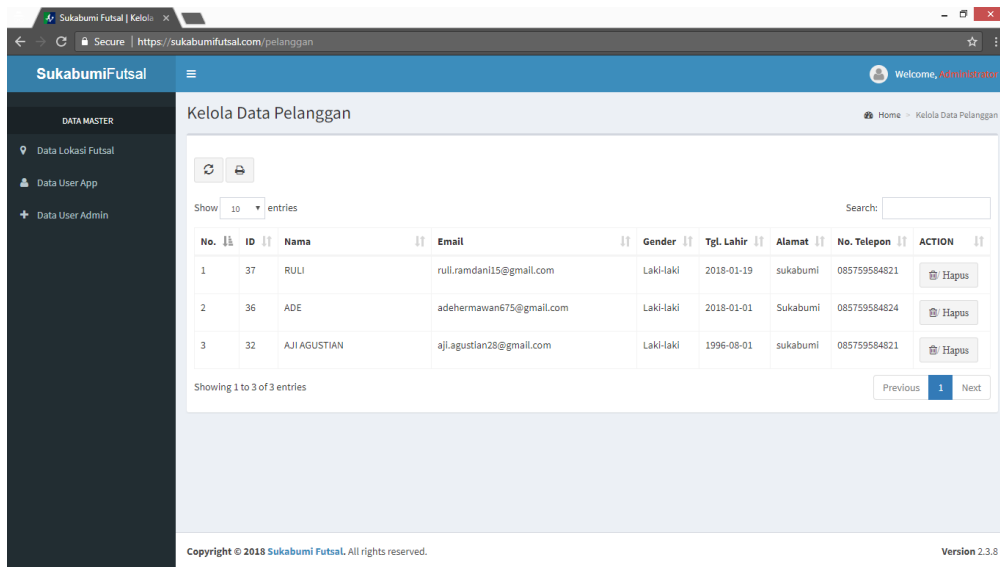 Sukabumi Futsal | Kelola
Secure | https://sukabumifutsal.com/pelanggan
SukabumiFutsal
Welcome, Administrator
DATA MASTER
Data Lokasi Futsal
Data User App
Data User Admin
Kelola Data Pelanggan
Home > Kelola Data Pelanggan
Show 10 entries
Search:
No. ID Nama Email Gender Tgl. Lahir Alamat No. Telepon ACTION
1 37 RULI ruli.ramdani15@gmail.com Laki-laki 2018-01-19 sukabumi 085759584821 / Hapus
2 36 ADE adehermawan675@gmail.com Laki-laki 2018-01-01 Sukabumi 085759584824 / Hapus
3 32 AJI AGUSTIAN aji.agustian28@gmail.com Laki-laki 1996-08-01 sukabumi 085759584821 / Hapus
Showing 1 to 3 of 3 entries
Previous 1 Next
Copyright © 2018 Sukabumi Futsal. All rights reserved.
Version 2.3.8